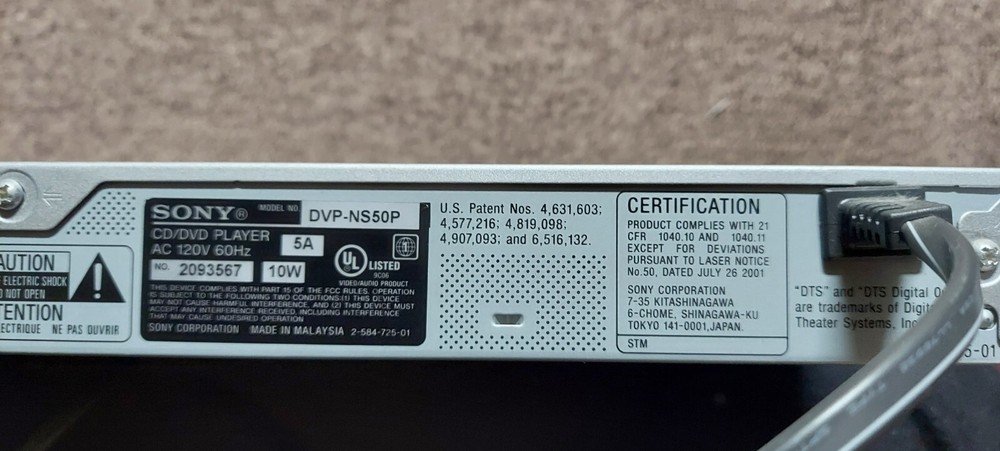 SONY®
MODEL NO.
DVP-NS50P
CD/DVD PLAYER
AC 120V 60Hz
5A
NO. 2093567
10W
UL
®
LISTED
9C06
VIDEO/AUDIO PRODUCT
THIS DEVICE COMPLIES WITH PART 15 OF THE FCC RULES. OPERATION
IS SUBJECT TO THE FOLLOWING TWO CONDITIONS:(1) THIS DEVICE
MAY NOT CAUSE HARMFUL INTERFERENCE, AND (2) THIS DEVICE MUST
ACCEPT ANY INTERFERENCE RECEIVED, INCLUDING INTERFERENCE
THAT MAY CAUSE UNDESIRED OPERATION
SONY CORPORATION MADE IN MALAYSIA 2-584-725-01
AUTION
ELECTRIC SHOCK
O NOT OPEN
!
TENTION
LECTRIQUE NE PAS OUVRIR
U.S. Patent Nos. 4,631,603;
4,577,216; 4,819,098;
4,907,093; and 6,516,132.
CERTIFICATION
PRODUCT COMPLIES WITH 21
CFR 1040.10 AND 1040.11
EXCEPT FOR DEVIATIONS
PURSUANT TO LASER NOTICE
No.50, DATED JULY 26 2001
SONY CORPORATION
7-35 KITASHINAGAWA
6-CHOME, SHINAGAWA-KU
TOKYO 141-0001,JAPAN.
STM
"DTS" and "DTS Digital O
are trademarks of Digit
Theater Systems, Inc
5-01